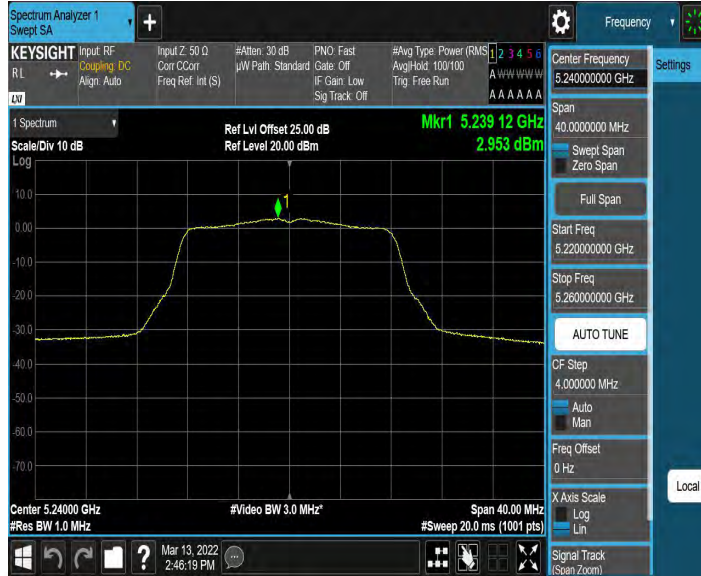 Spectrum Analyzer 1
Swept SA
+
Frequency
KEYSIGHT
RL
LXI
Input: RF
Coupling: DC
Align: Auto
Input Z: 50 Ω
Corr CCorr
Freq Ref: Int (S)
#Atten: 30 dB
µW Path: Standard
PNO: Fast
Gate: Off
IF Gain: Low
Sig Track: Off
#Avg Type: Power (RMS
Avg|Hold: 100/100
Trig: Free Run
1 2 3 4 5 6
A W W W W W
A A A A A A
1 Spectrum
Scale/Div 10 dB
Ref Lvl Offset 25.00 dB
Ref Level 20.00 dBm
Mkr1 5.239 12 GHz
2.953 dBm
Log
10.0
0.00
-10.0
-20.0
-30.0
-40.0
-50.0
-60.0
-70.0
1
Center 5.24000 GHz
#Res BW 1.0 MHz
#Video BW 3.0 MHz*
Span 40.00 MHz
#Sweep 20.0 ms (1001 pts)
?
Mar 13, 2022
2:46:19 PM
Center Frequency
5.240000000 GHz
Span
40.0000000 MHz
Swept Span
Zero Span
Full Span
Start Freq
5.220000000 GHz
Stop Freq
5.260000000 GHz
AUTO TUNE
CF Step
4.000000 MHz
Auto
Man
Freq Offset
0 Hz
X Axis Scale
Log
Lin
Signal Track
(Span Zoom)
Settings
Local